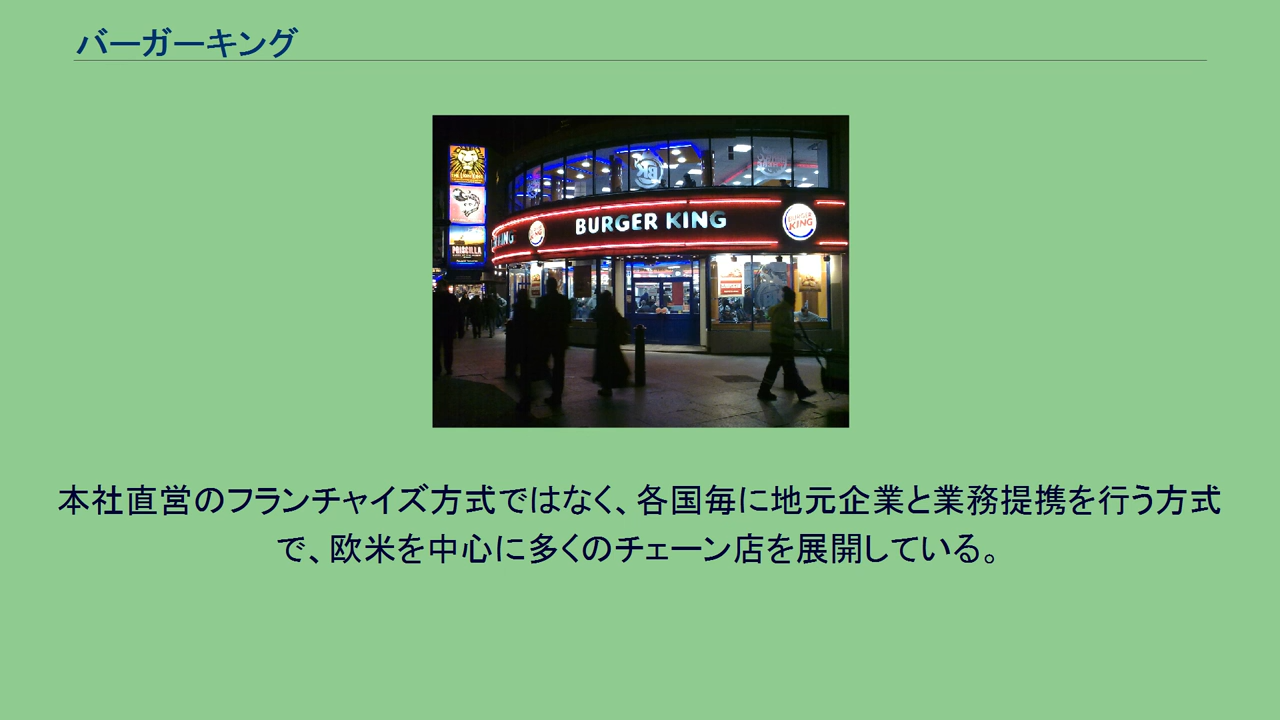 バーガーキング
BURGER KING
BURGER KING
PRISCILLA
本社直営のフランチャイズ方式ではなく、各国毎に地元企業と業務提携を行う方式
で、欧米を中心に多くのチェーン店を展開している。